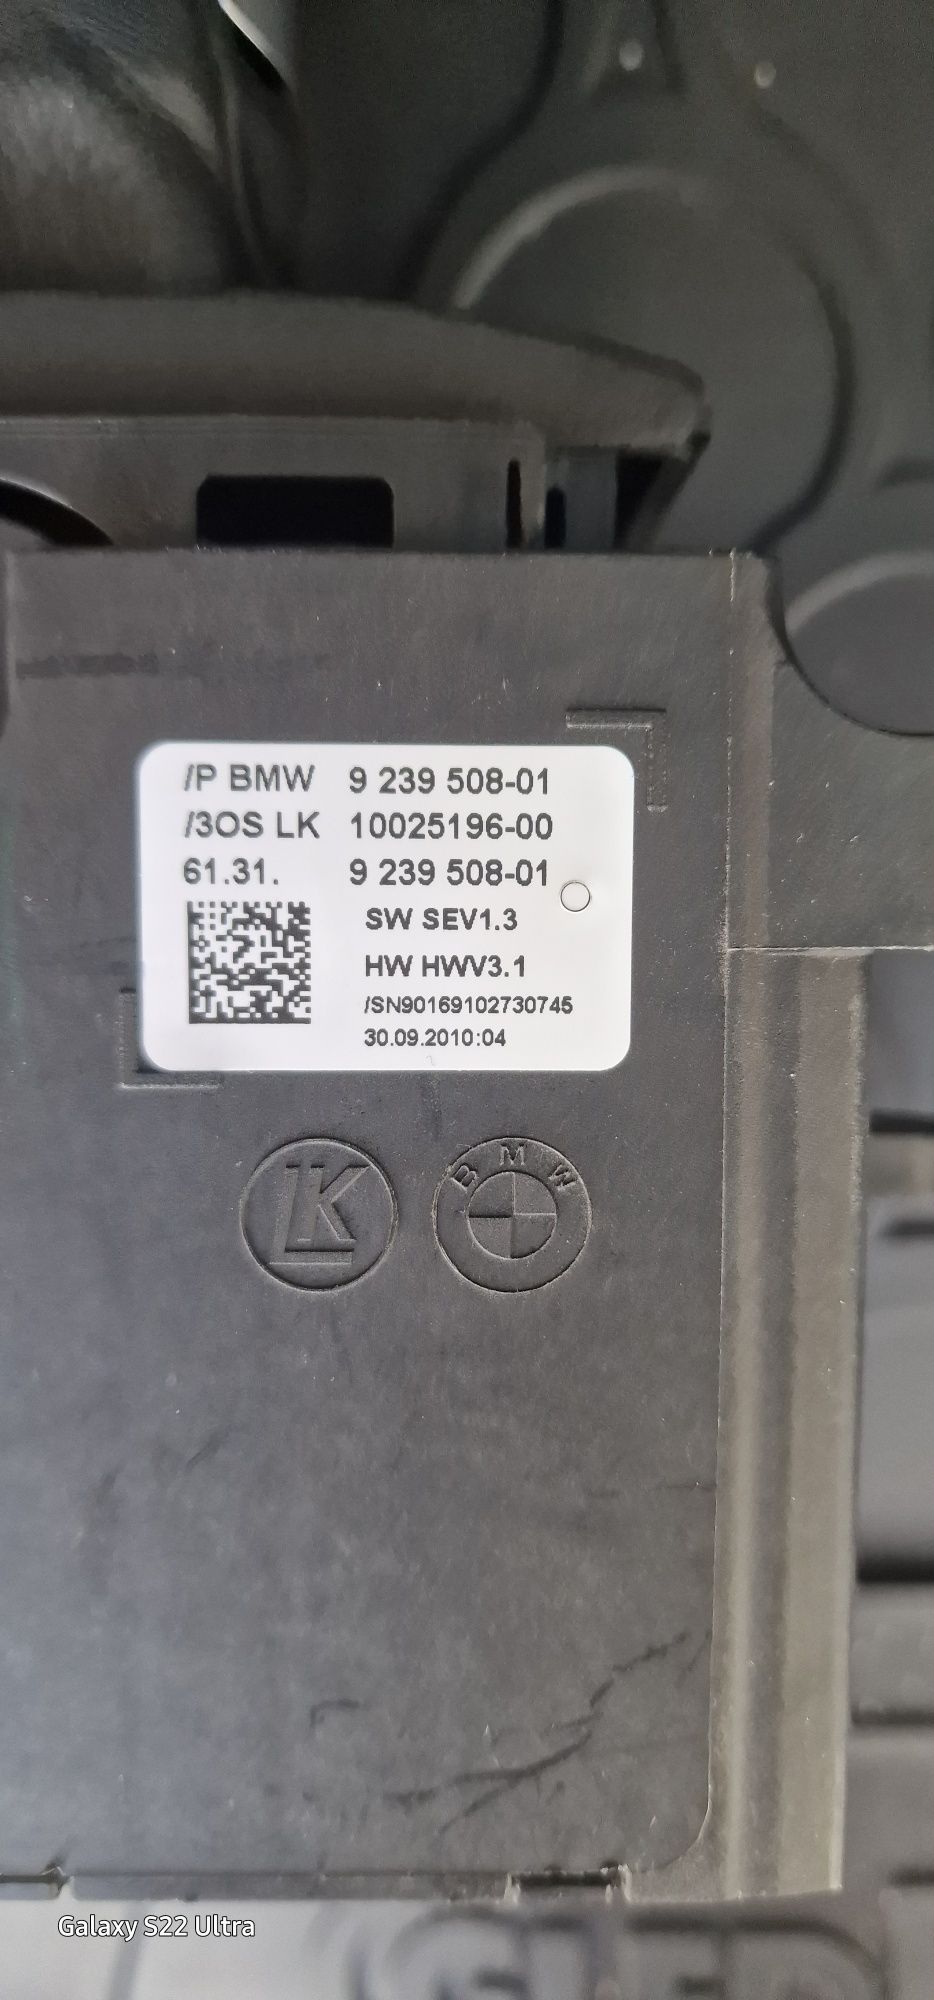 /P BMW 9 239 508-01
/3OS LK 10025196-00
61.31. 9 239 508-01
SW SEV1.3
HW HWV3.1
/SN90169102730745
30.09.2010:04
LK
BMW
Galaxy S22 Ultra